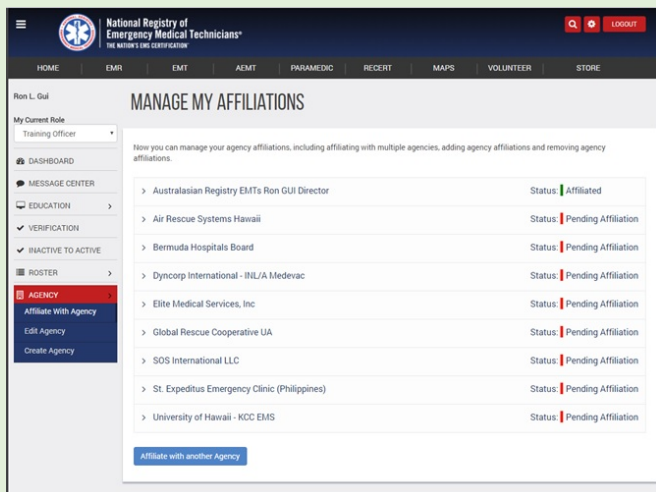 National Registry of
Emergency Medical Technicians®
THE NATION'S EMS CERTIFICATION
LOGOUT
HOME EMR EMT AEMT PARAMEDIC RECERT MAPS VOLUNTEER STORE
Ron L. Gui
MANAGE MY AFFILIATIONS
My Current Role
Training Officer
DASHBOARD
MESSAGE CENTER
EDUCATION
VERIFICATION
INACTIVE TO ACTIVE
ROSTER
AGENCY
Affiliate With Agency
Edit Agency
Create Agency
Now you can manage your agency affiliations, including affiliating with multiple agencies, adding agency affiliations and removing agency
affiliations.
Australasian Registry EMTs Ron GUI Director Status: Affiliated
Air Rescue Systems Hawaii Status: Pending Affiliation
Bermuda Hospitals Board Status: Pending Affiliation
Dyncorp International - INL/A Medevac Status: Pending Affiliation
Elite Medical Services, Inc Status: Pending Affiliation
Global Rescue Cooperative UA Status: Pending Affiliation
SOS International LLC Status: Pending Affiliation
St. Expeditus Emergency Clinic (Philippines) Status: Pending Affiliation
University of Hawaii - KCC EMS Status: Pending Affiliation
Affiliate with another Agency